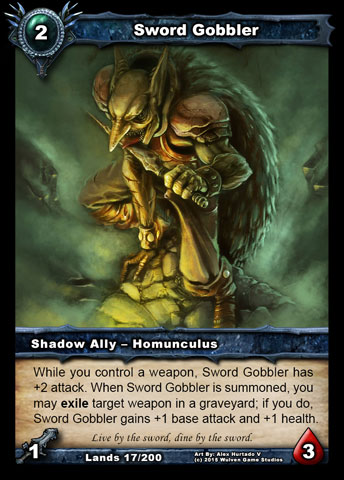 2
Sword Gobbler
Shadow Ally – Homunculus
While you control a weapon, Sword Gobbler has
+2 attack. When Sword Gobbler is summoned, you
may exile target weapon in a graveyard; if you do,
Sword Gobbler gains +1 base attack and +1 health.
Live by the sword, dine by the sword.
1
Lands 17/200
Art By: Alex Hurtado V
(c) 2015 Wulven Game Studios
3